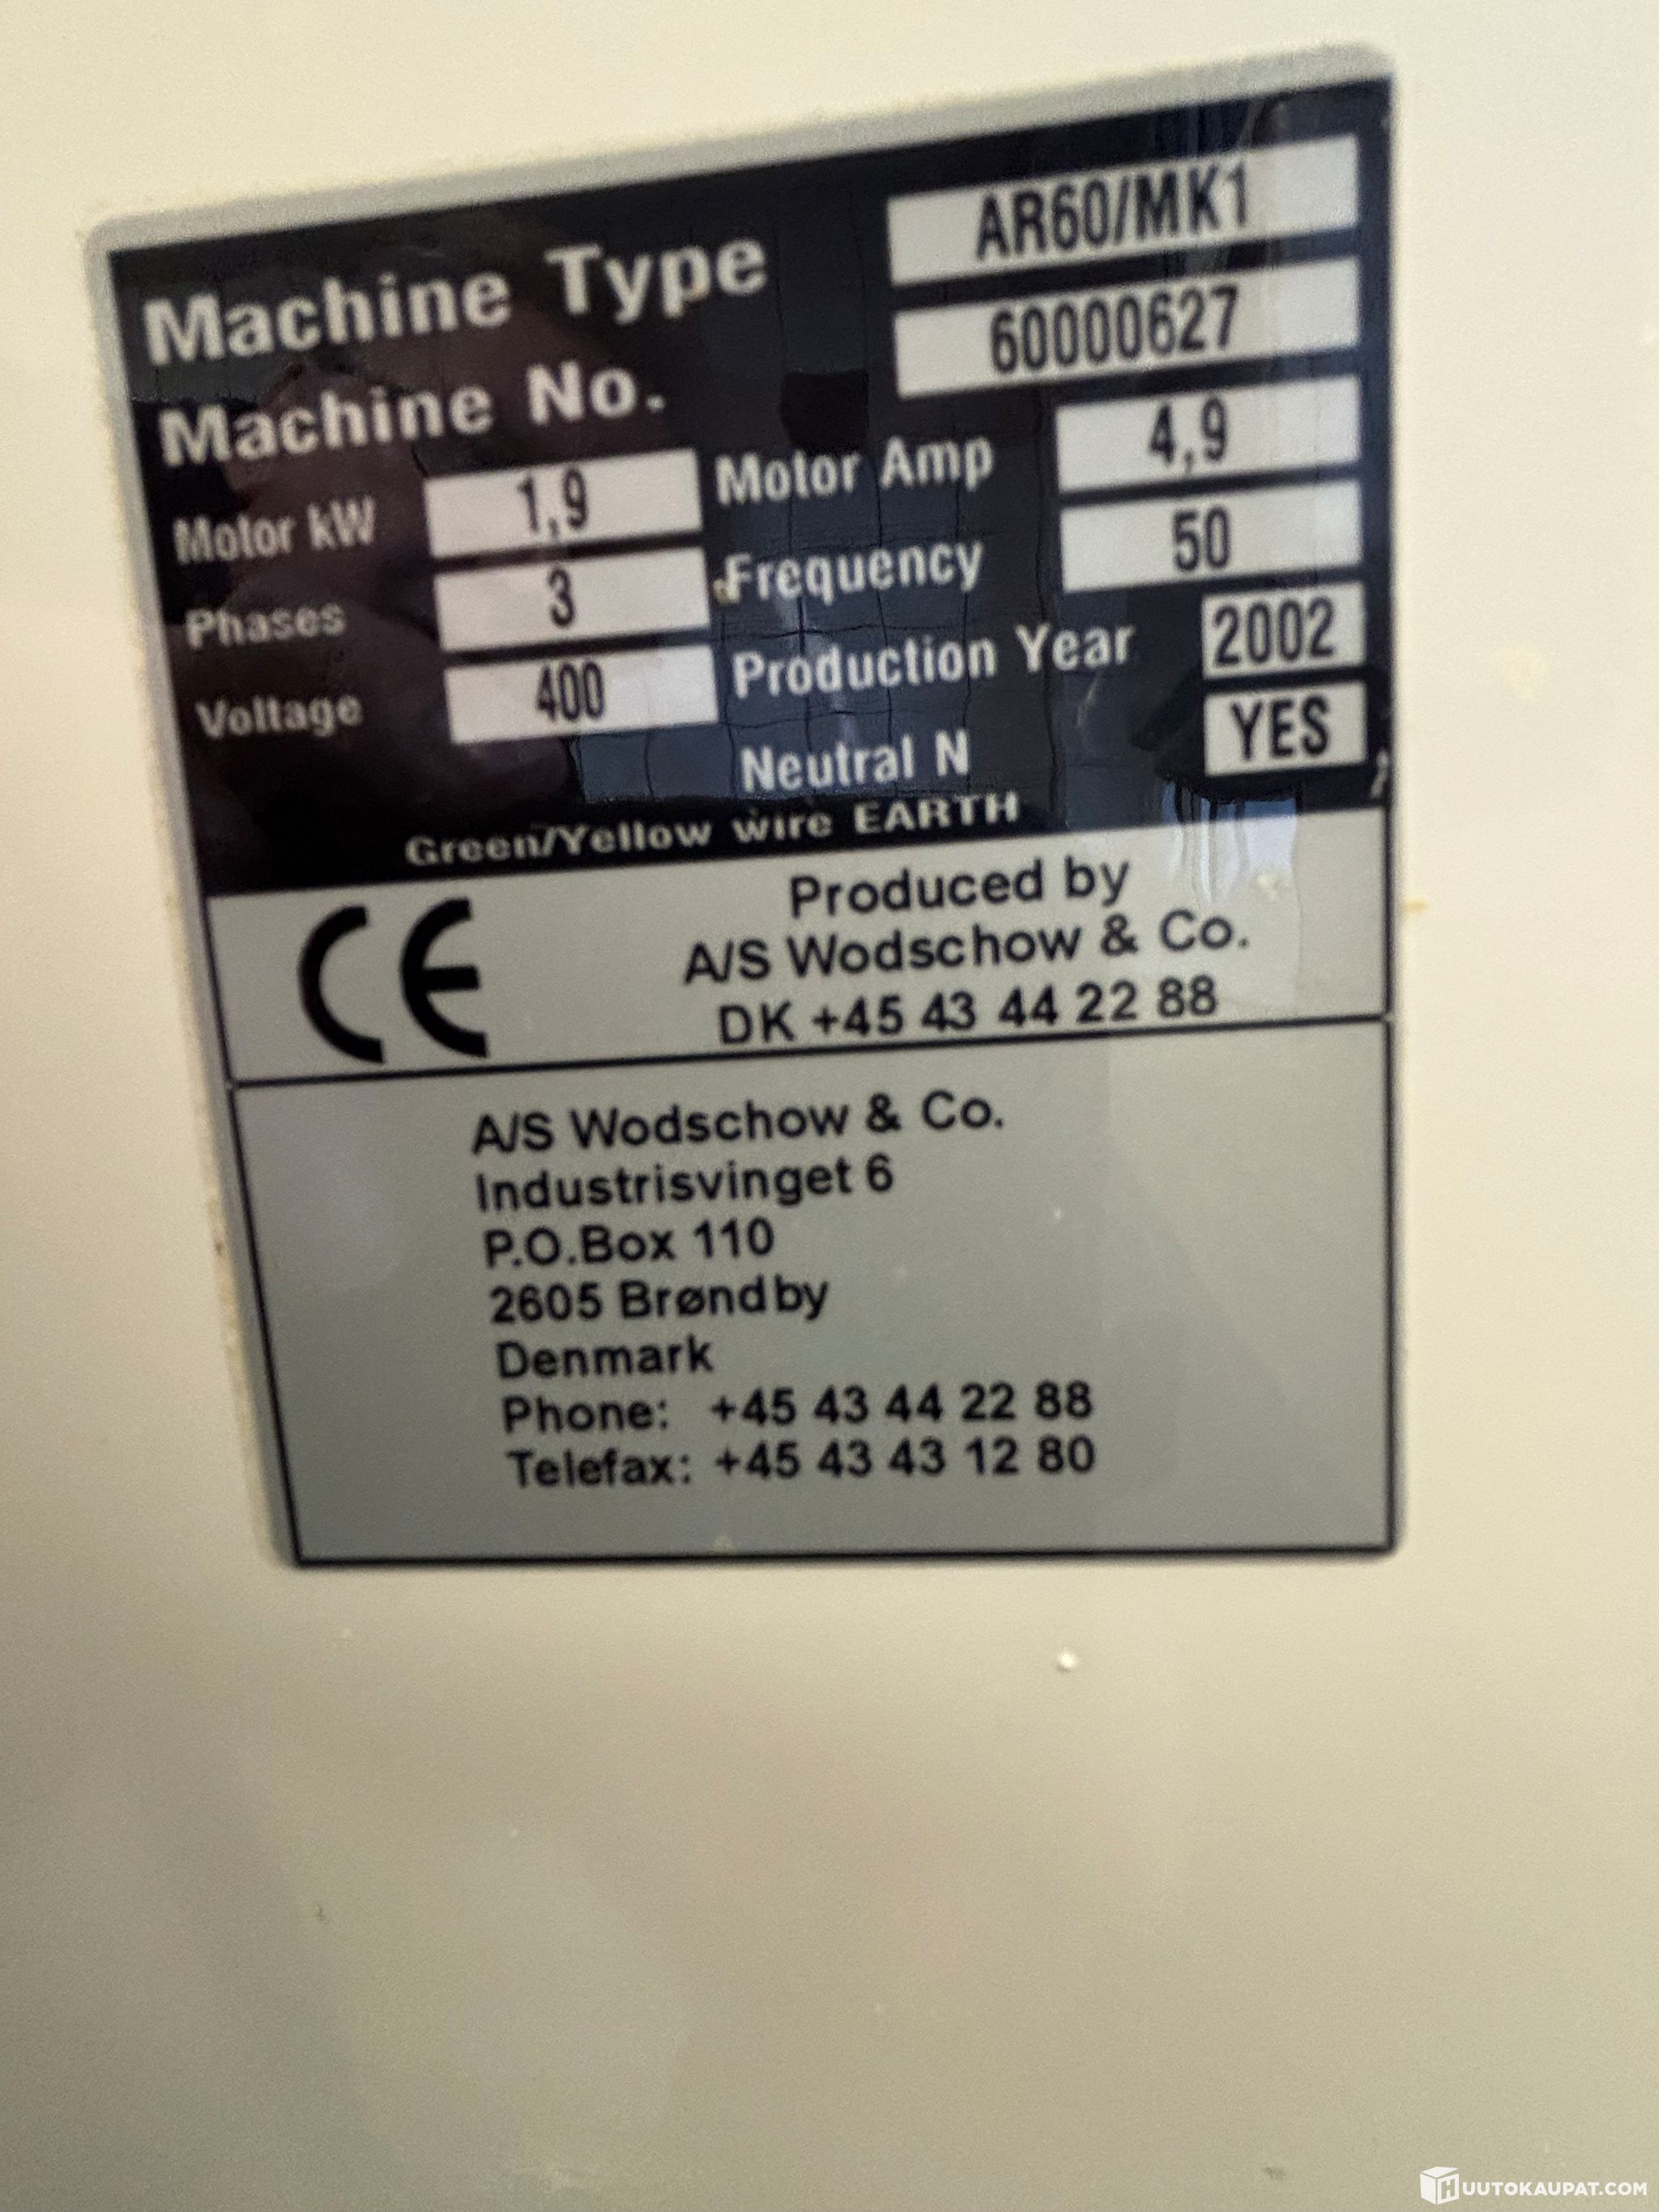 Machine Type AR60/MK1
Machine No. 60000627
Motor kW 1,9 Motor Amp 4,9
Phases 3 Frequency 50
Voltage 400 Production Year 2002
Neutral N YES
Green/Yellow wire EARTH
CE
Produced by
A/S Wodschow & Co.
DK +45 43 44 22 88
A/S Wodschow & Co.
Industrisvinget 6
P.O.Box 110
2605 Brøndby
Denmark
Phone: +45 43 44 22 88
Telefax: +45 43 43 12 80
HUUTOKAUPAT.COM